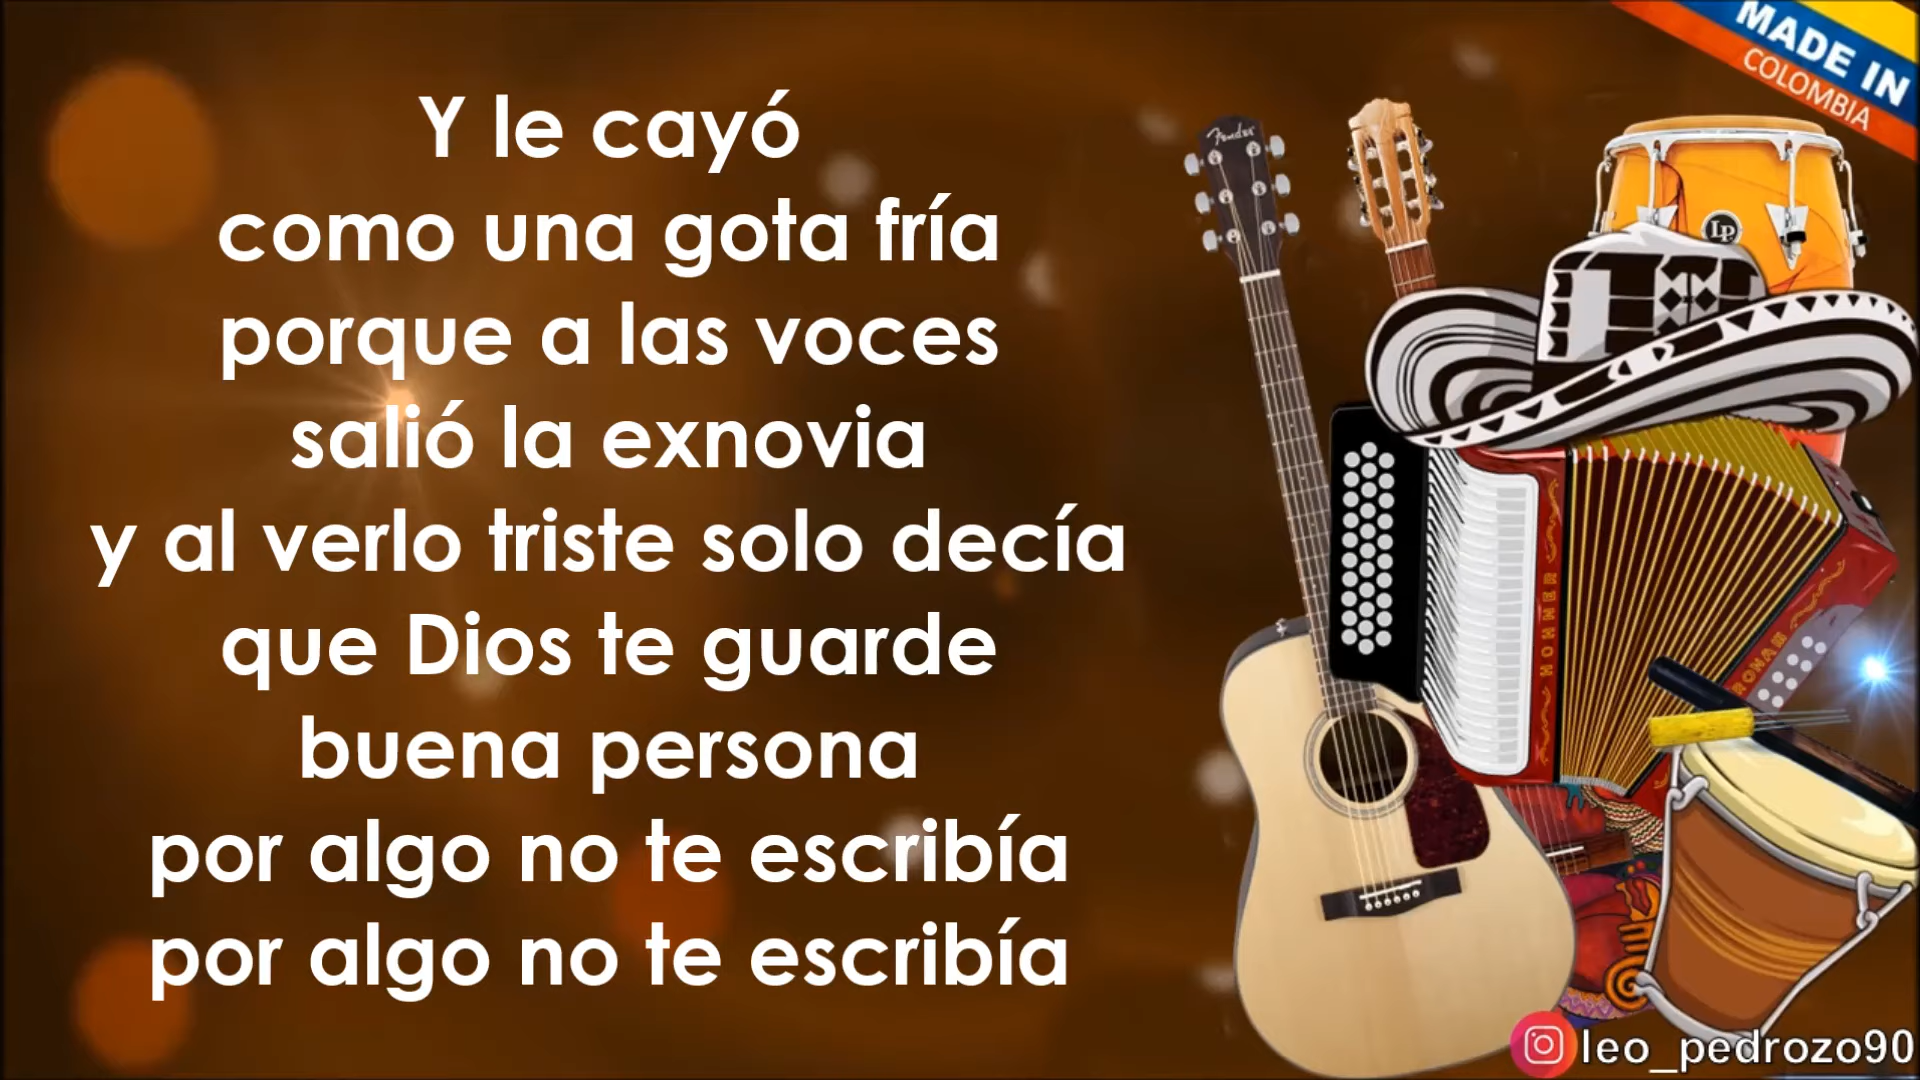 Y le cayó
como una gota fría
porque a las voces
salió la exnovia
y al verlo triste solo decía
que Dios te guarde
buena persona
por algo no te escribía
por algo no te escribía
MADE IN
COLOMBIA
Fender
LP
HOHNER
leo_pedrozo90